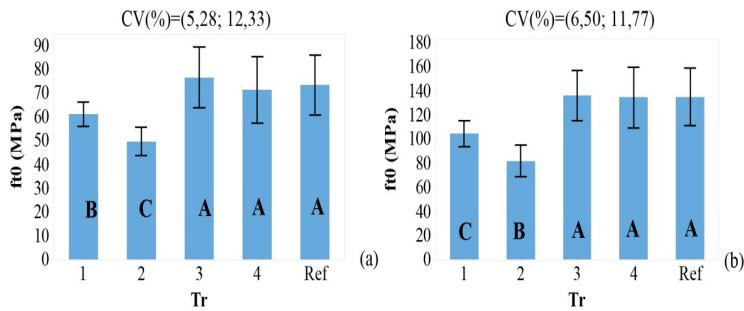 CV(%)=(5,28; 12,33)
90
80
70
60
50
40
30
20
10
0
ft0 (MPa)
B C A A A
1 2 3 4 Ref
Tr
(a)
CV(%)=(6,50; 11,77)
180
160
140
120
100
80
60
40
20
0
ft0 (MPa)
C B A A A
1 2 3 4 Ref
Tr
(b)